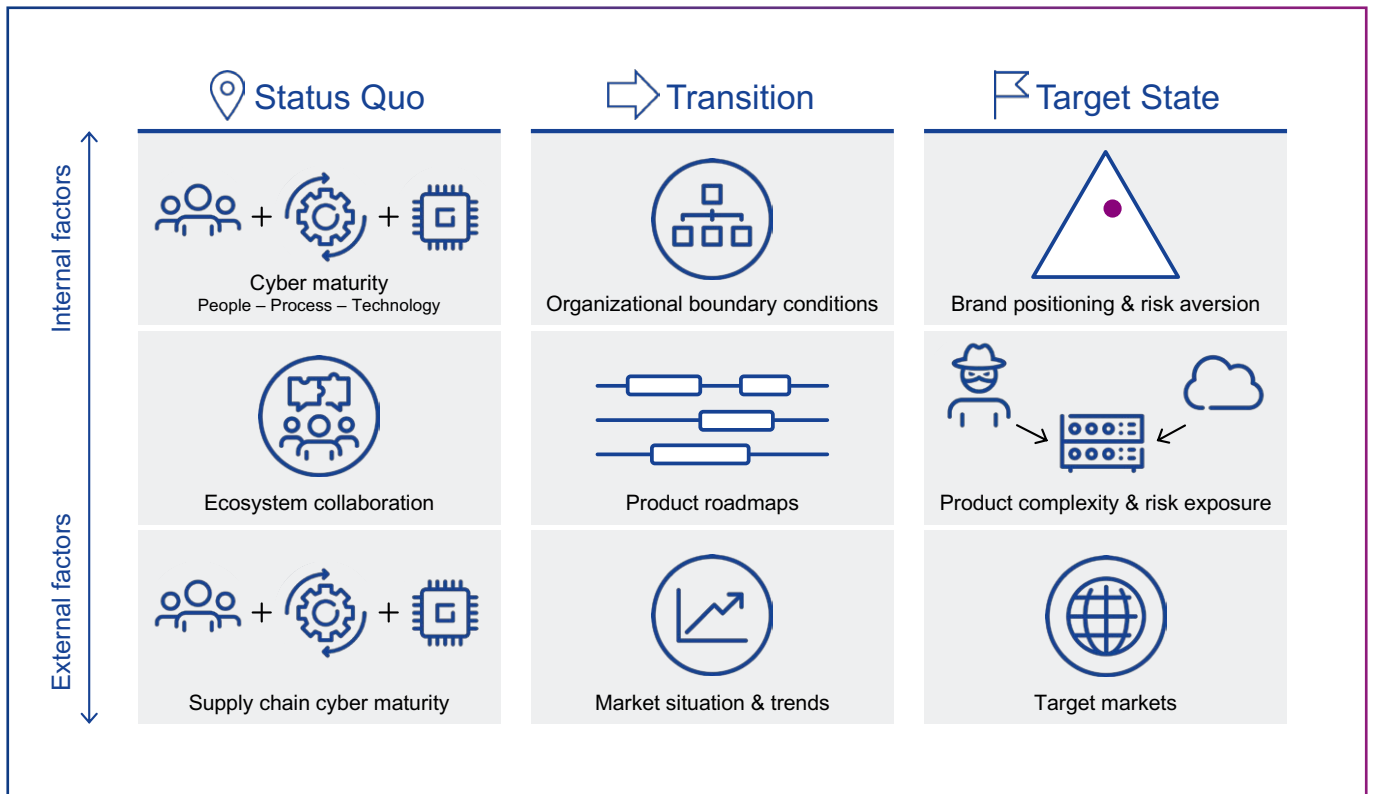 Status Quo
Transition
Target State
Internal factors
External factors
Cyber maturity
People – Process – Technology
Organizational boundary conditions
Brand positioning & risk aversion
Ecosystem collaboration
Product roadmaps
Product complexity & risk exposure
Supply chain cyber maturity
Market situation & trends
Target markets